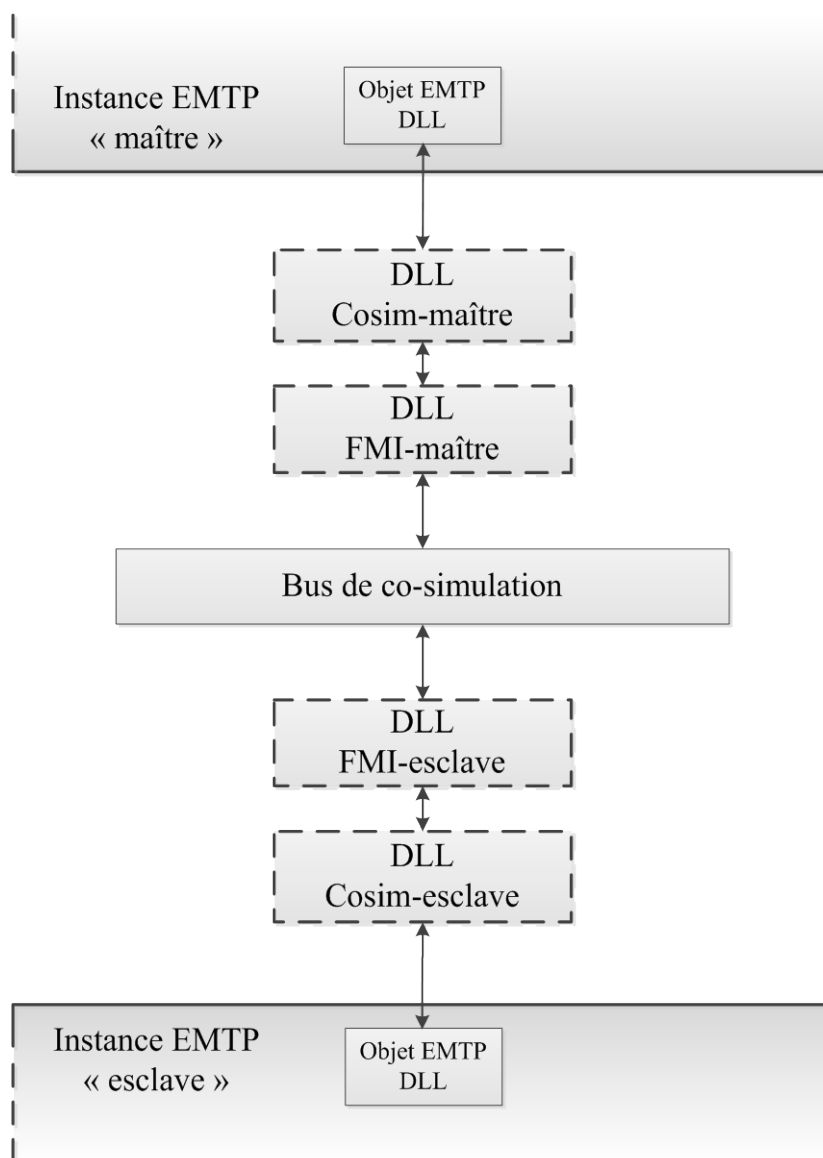 Instance EMTP
« maître »
Objet EMTP
DLL
DLL
Cosim-maître
DLL
FMI-maître
Bus de co-simulation
DLL
FMI-esclave
DLL
Cosim-esclave
Instance EMTP
« esclave »
Objet EMTP
DLL